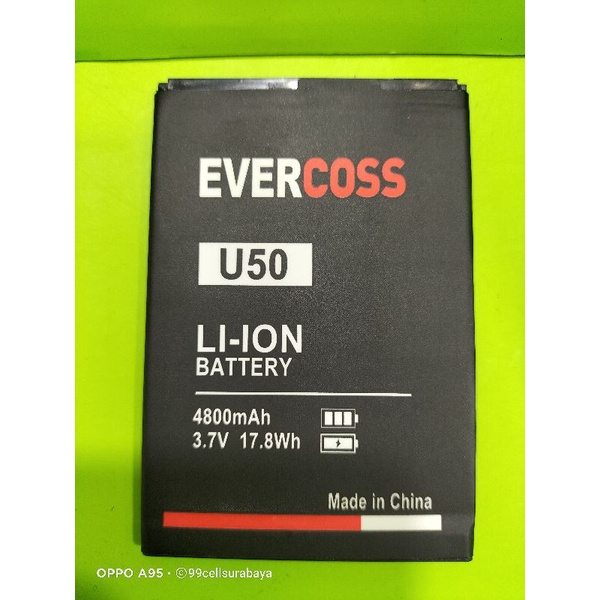 EVERCOSS
U50
LI-ION
BATTERY
4800mAh
3.7V 17.8Wh
Made in China
OPPO A95 · ©99cellsurabaya